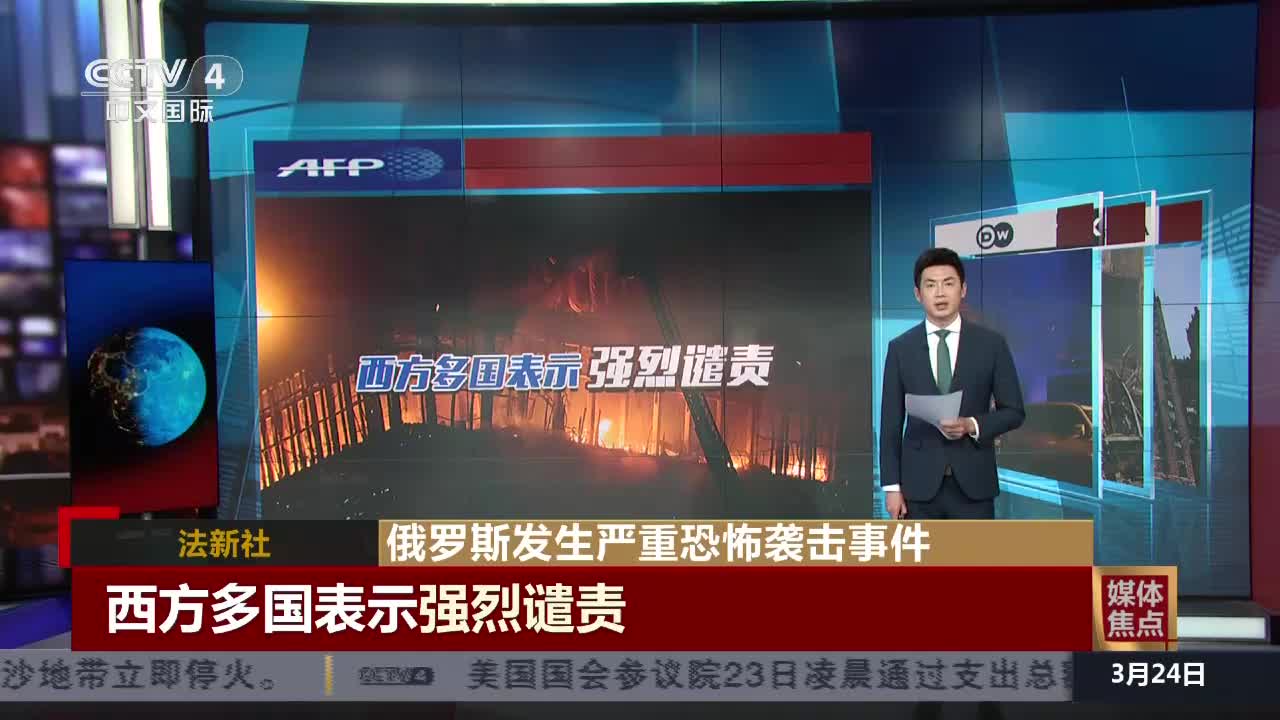 CCTV 4
中文国际
AFP
DW
西方多国表示强烈谴责
法新社
俄罗斯发生严重恐怖袭击事件
西方多国表示强烈谴责
媒体
焦点
沙地带立即停火。
CCTV 4
美国国会参议院23日凌晨通过支出总
3月24日